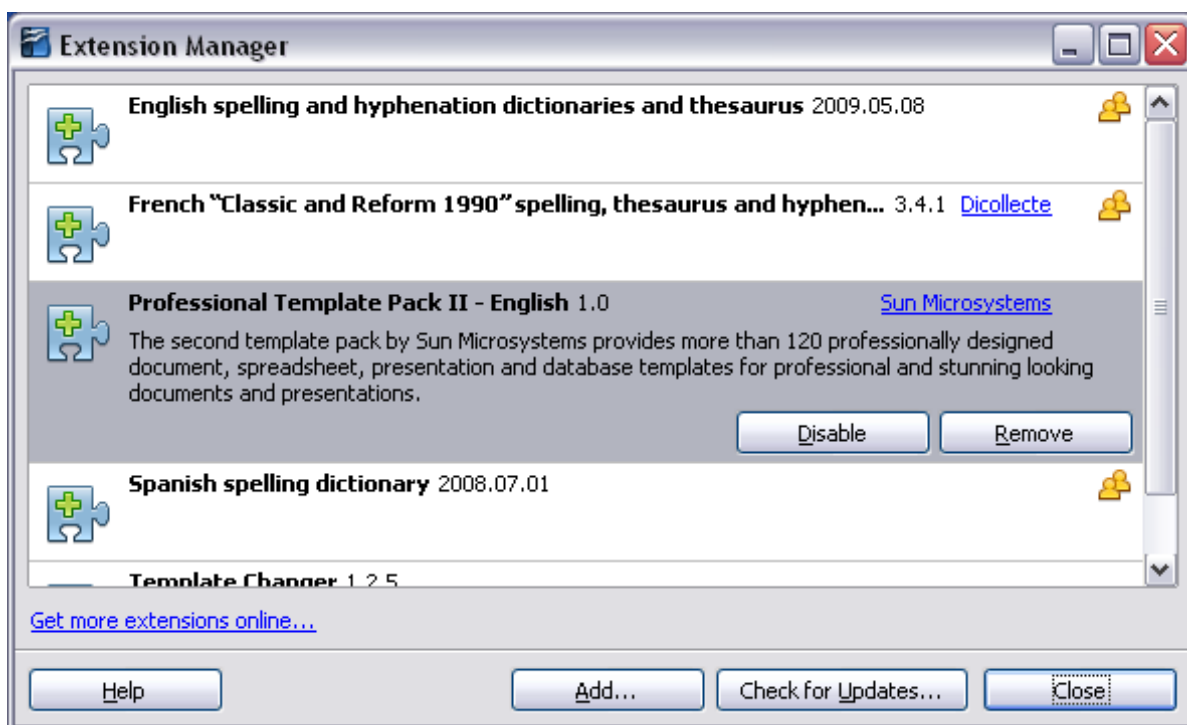 Extension Manager
English spelling and hyphenation dictionaries and thesaurus 2009.05.08
French “Classic and Reform 1990” spelling, thesaurus and hyphen... 3.4.1 Dicollecte
Professional Template Pack II - English 1.0 Sun Microsystems
The second template pack by Sun Microsystems provides more than 120 professionally designed
document, spreadsheet, presentation and database templates for professional and stunning looking
documents and presentations.
Disable Remove
Spanish spelling dictionary 2008.07.01
Template Changer 1.2.5
Get more extensions online...
Help Add... Check for Updates... Close